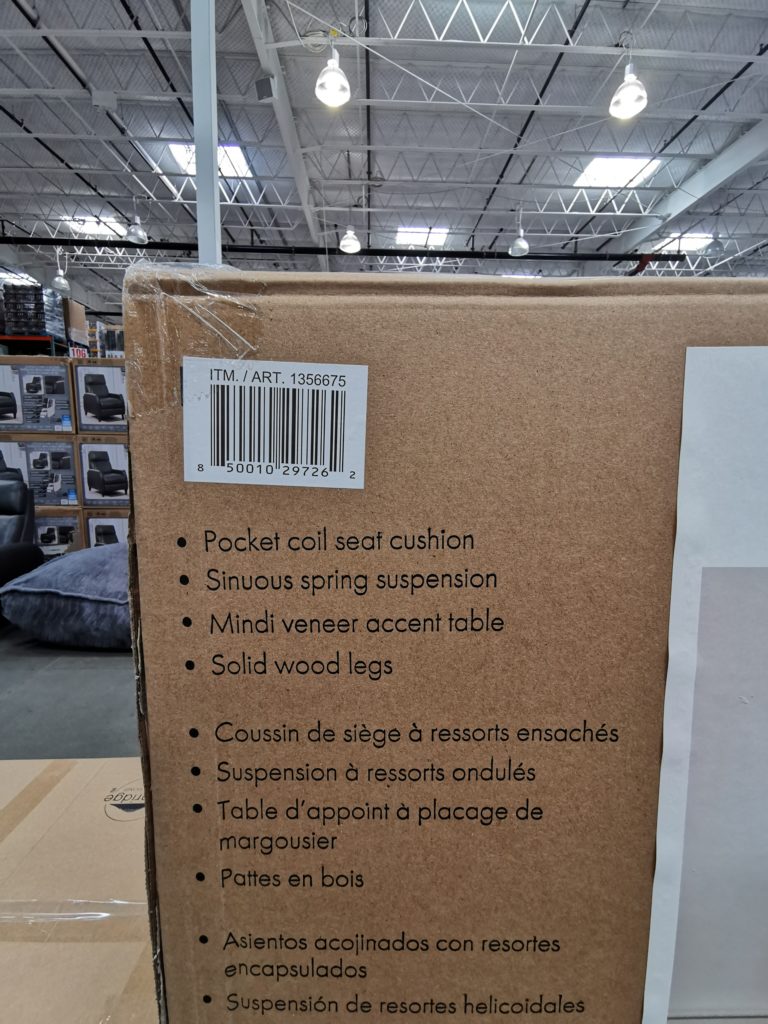 106
ITM. / ART. 1356675
8 50010 29726 2
• Pocket coil seat cushion
• Sinuous spring suspension
• Mindi veneer accent table
• Solid wood legs
• Coussin de siège à ressorts ensachés
• Suspension à ressorts ondulés
• Table d'appoint à placage de
margousier
• Pattes en bois
• Asientos acojinados con resortes
encapsulados
• Suspensión de resortes helicoidales